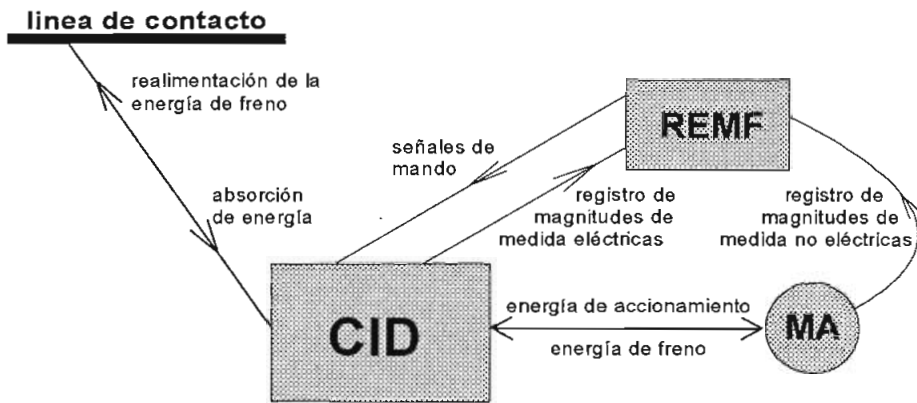 linea de contacto
realimentación de la
energía de freno
REMF
señales de
mando
absorción
de energía
registro de
magnitudes de
medida eléctricas
registro de
magnitudes de
medida no eléctricas
CID
energía de accionamiento
energía de freno
MA